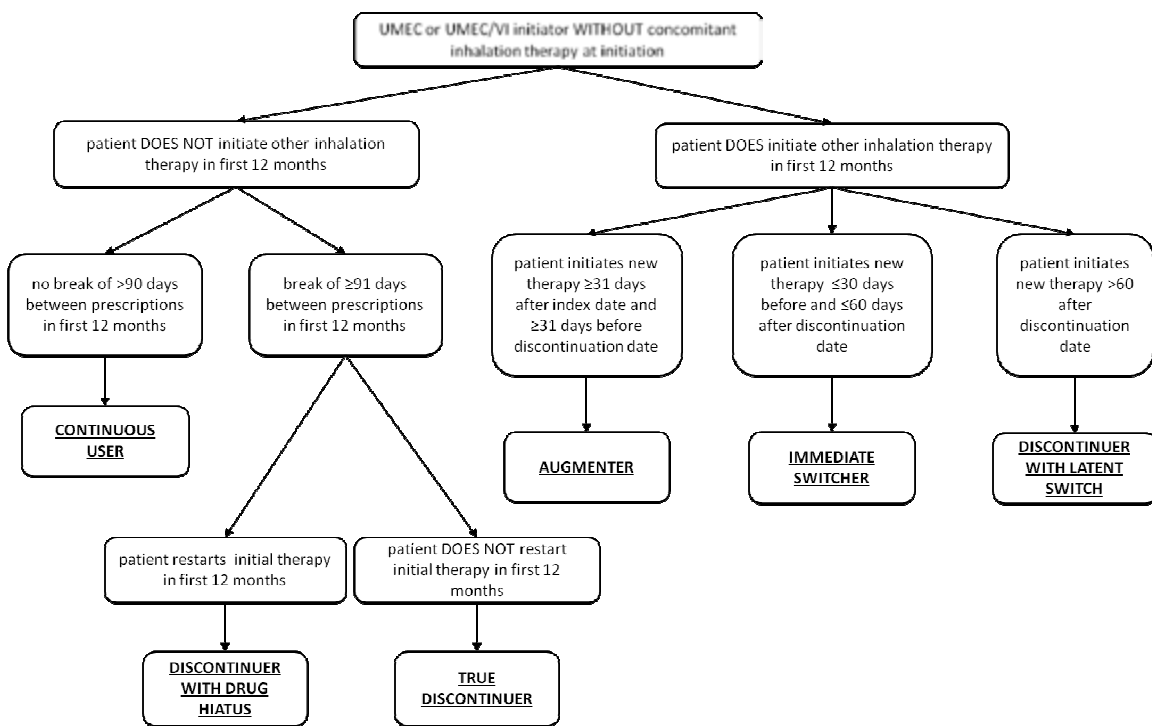 UMEC or UMEC/VI initiator WITHOUT concomitant
inhalation therapy at initiation
patient DOES NOT initiate other inhalation
therapy in first 12 months
patient DOES initiate other inhalation therapy
in first 12 months
no break of >90 days
between prescriptions
in first 12 months
break of ≥91 days
between prescriptions
in first 12 months
patient initiates new
therapy ≥31 days
after index date and
≥31 days before
discontinuation date
patient initiates new
therapy ≤30 days
before and ≤60 days
after discontinuation
date
patient initiates
new therapy >60
after
discontinuation
date
CONTINUOUS
USER
AUGMENTER
IMMEDIATE
SWITCHER
DISCONTINUER
WITH LATENT
SWITCH
patient restarts initial therapy
in first 12 months
patient DOES NOT restart
initial therapy in first 12
months
DISCONTINUER
WITH DRUG
HIATUS
TRUE
DISCONTINUER